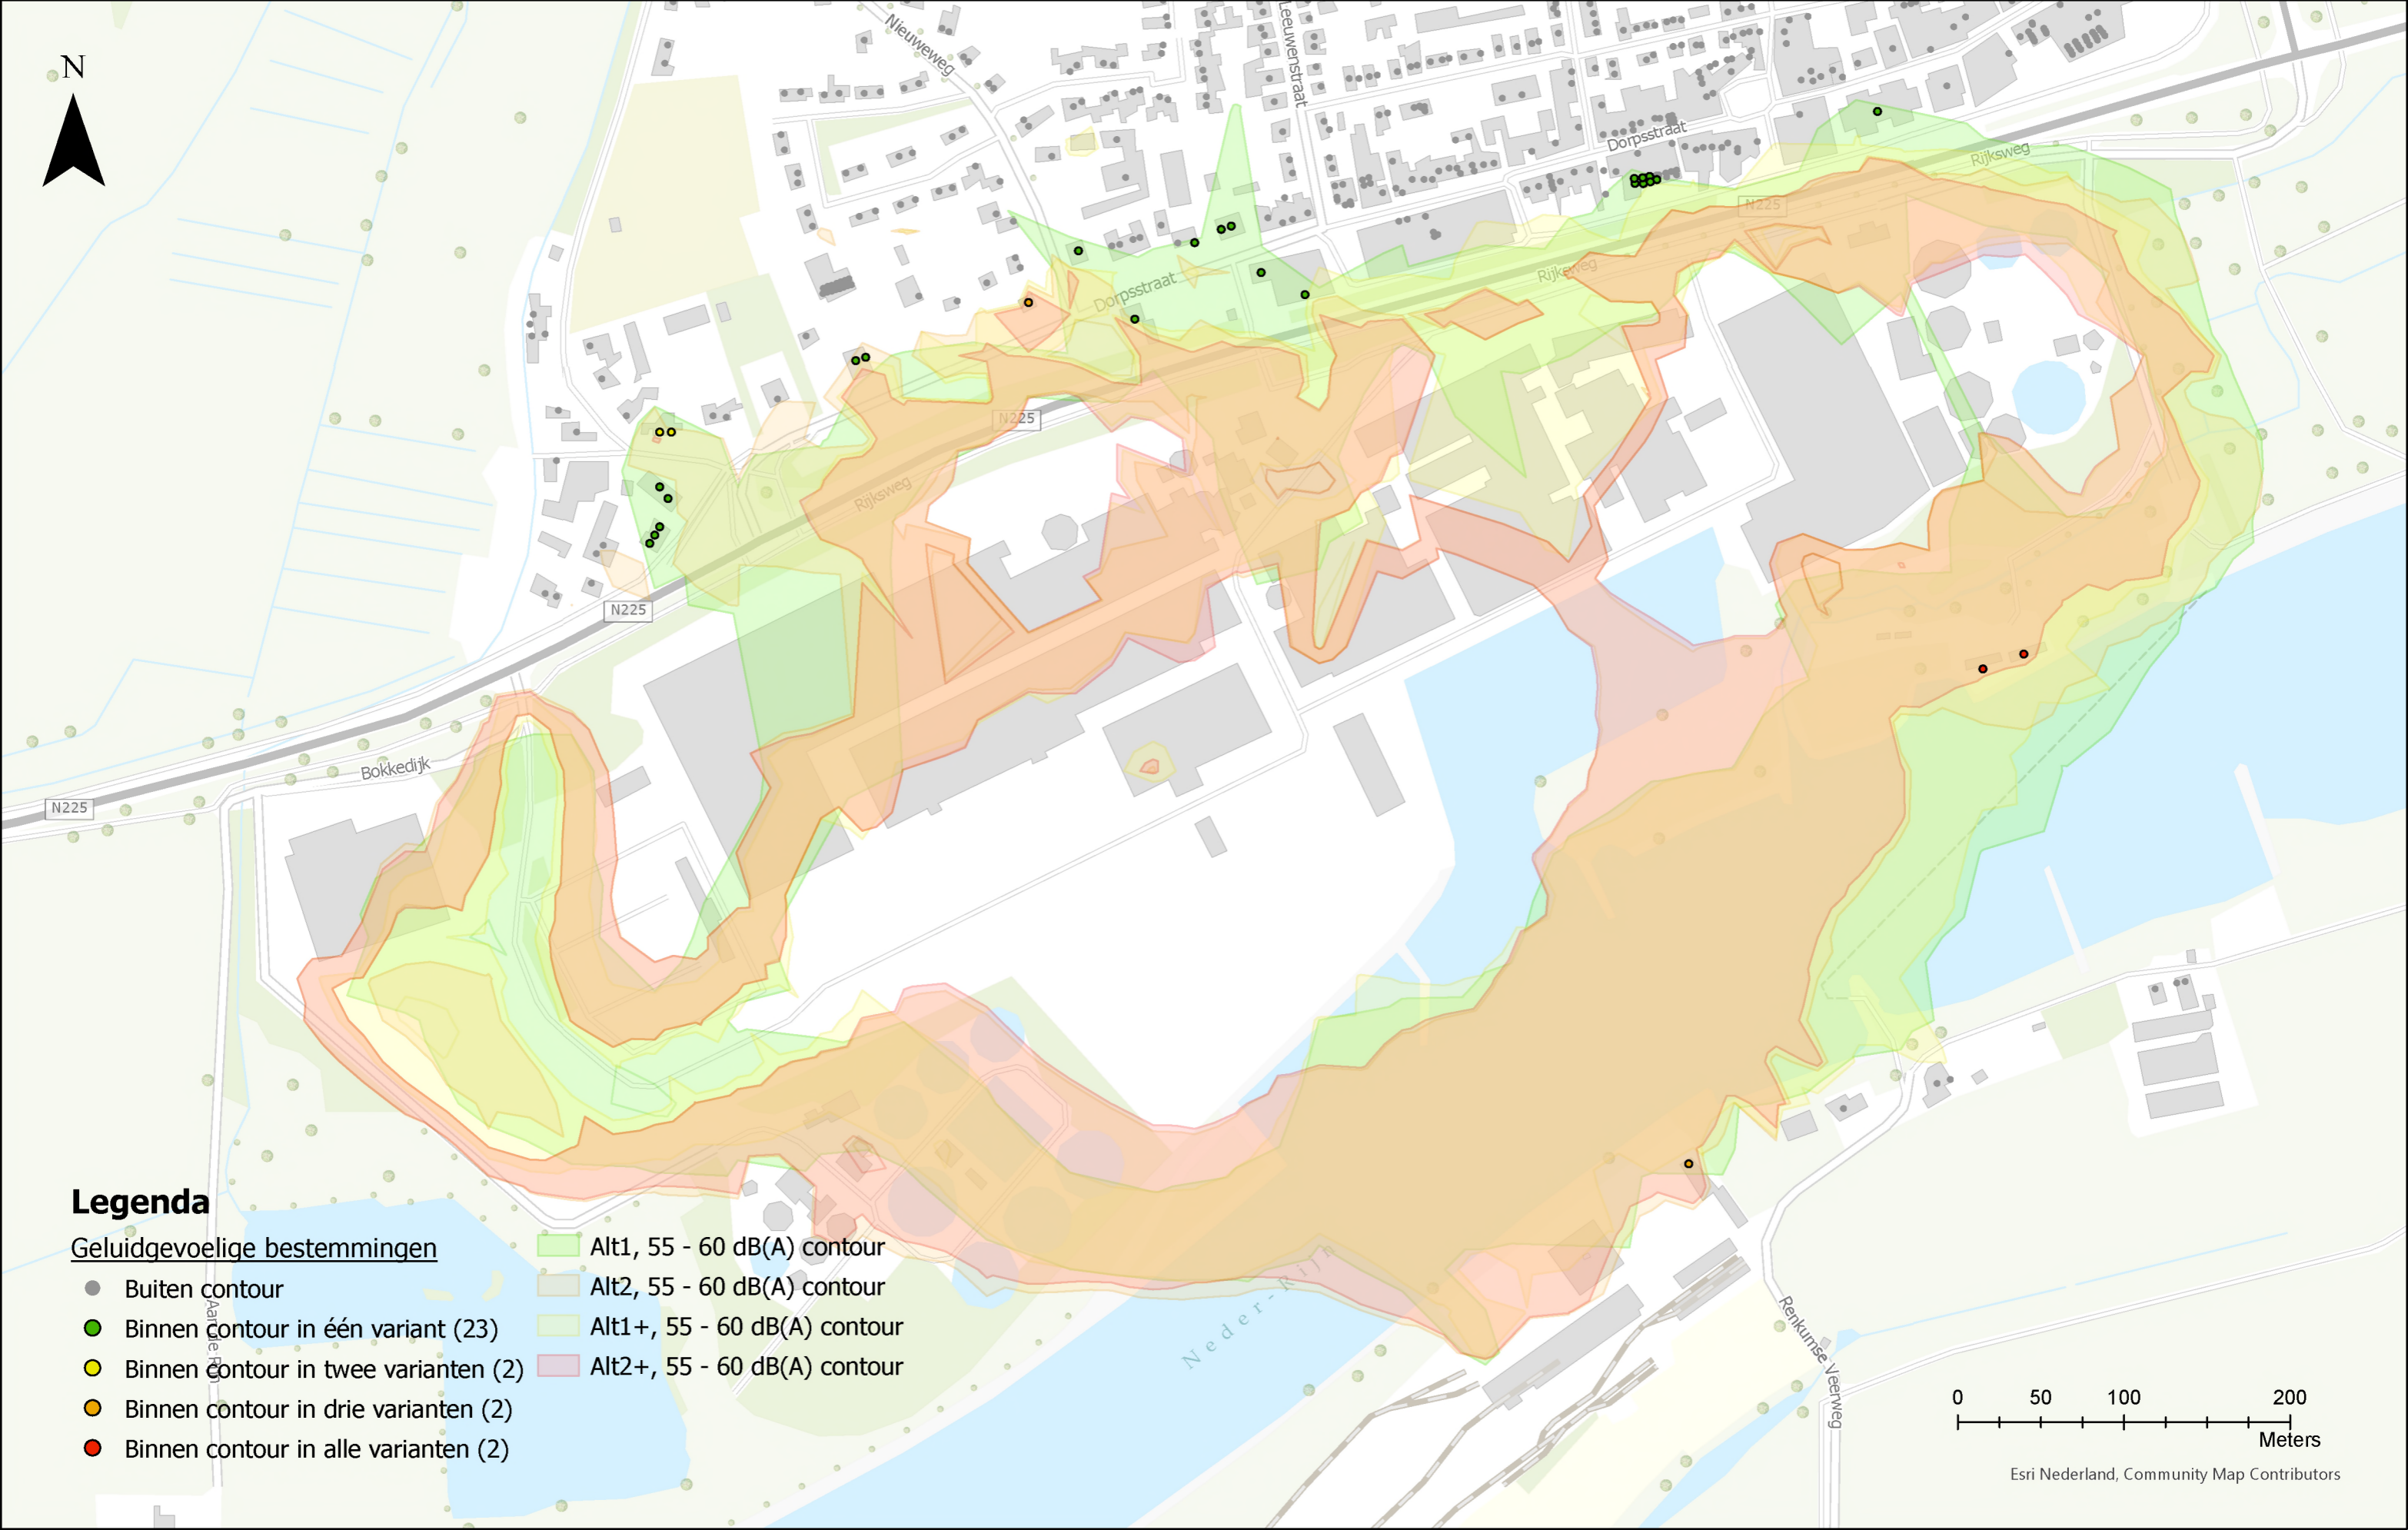 N
Nieuweweg
Leeuwenstraat
Dorpsstraat
Rijksweg
N225
Rijksweg
Dorpsstraat
N225
Rijksweg
N225
Bokkedijk
N225
Legenda
Geluidgevoelige bestemmingen
Buiten contour
Binnen contour in één variant (23)
Binnen contour in twee varianten (2)
Binnen contour in drie varianten (2)
Binnen contour in alle varianten (2)
Alt1, 55 - 60 dB(A) contour
Alt2, 55 - 60 dB(A) contour
Alt1+, 55 - 60 dB(A) contour
Alt2+, 55 - 60 dB(A) contour
Aan de Rijn
Neder-Rijn
Renkumse Veerweg
0 50 100 200
Meters
Esri Nederland, Community Map Contributors